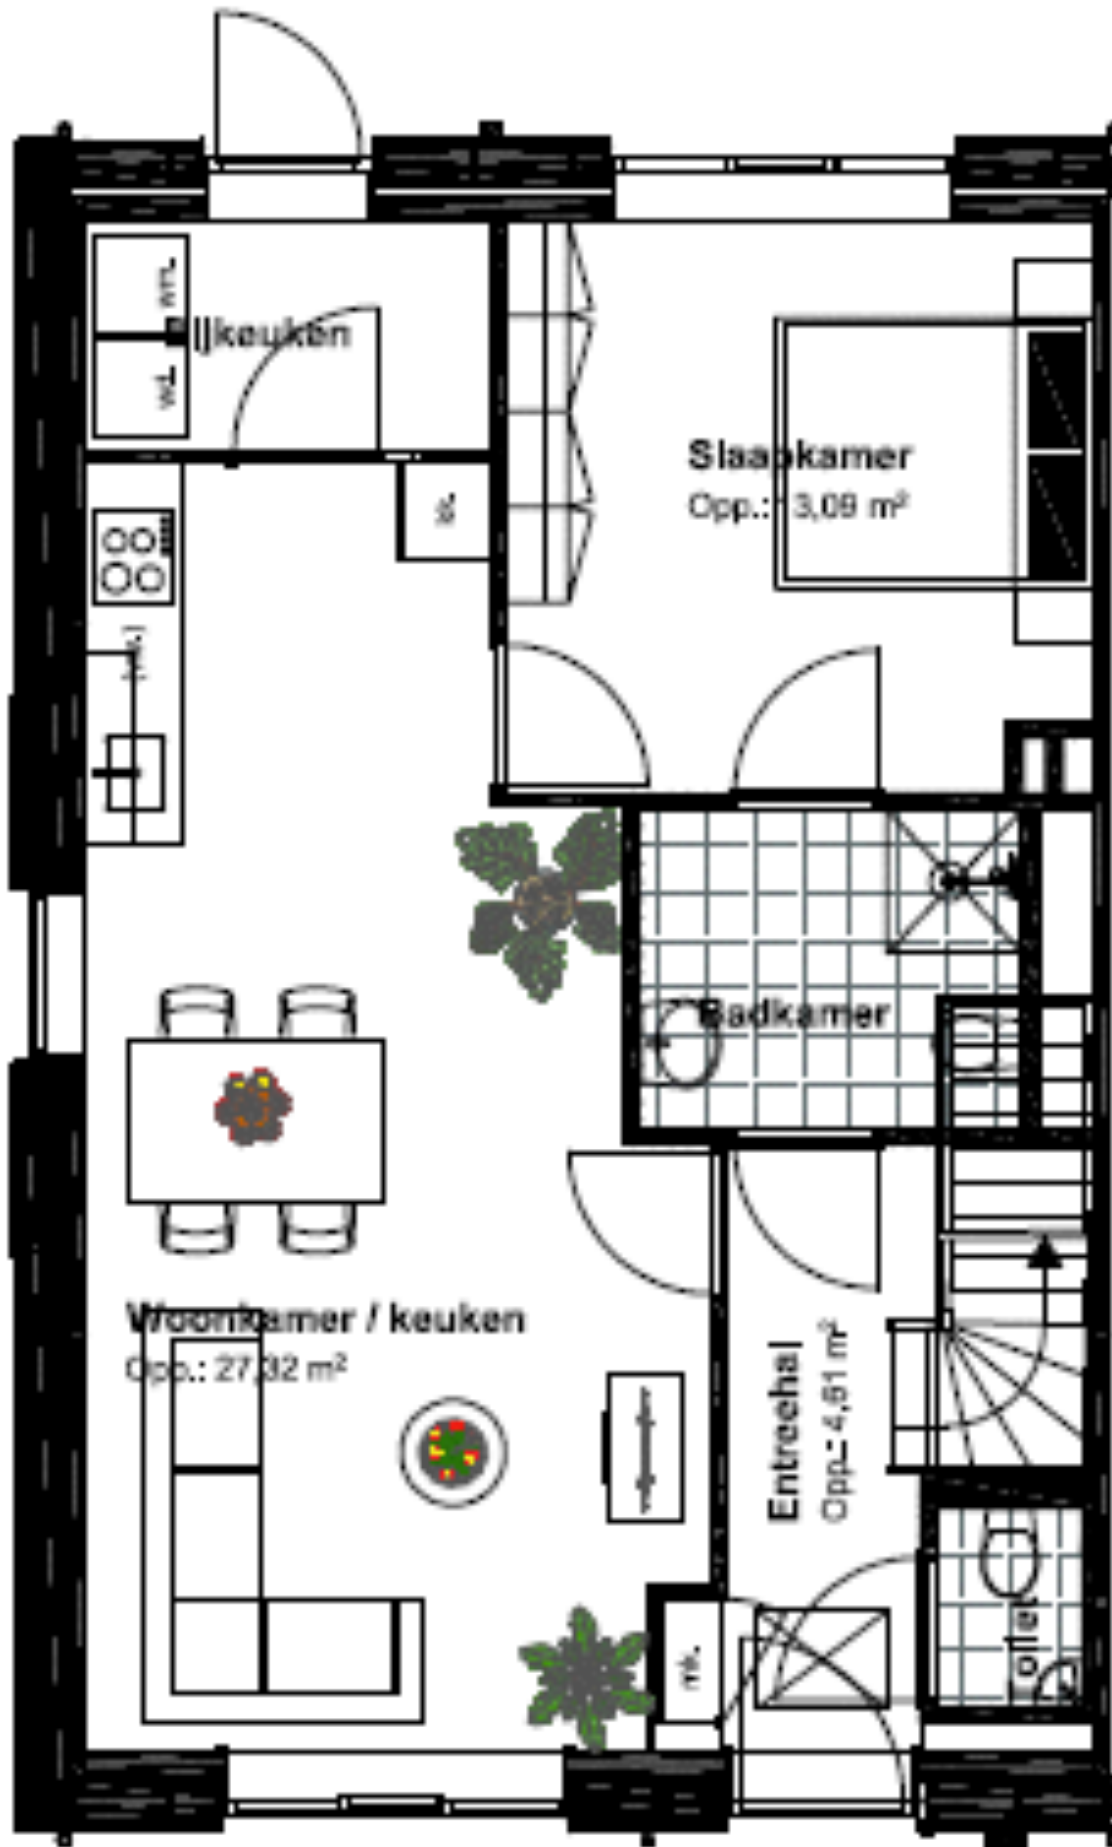 wm.
Bijkeuken
wd.
kk.
Slaapkamer
Opp.: 13,09 m²
Badkamer
Woonkamer / keuken
Opp.: 27,32 m²
Entreehal
Opp.: 4,61 m²
Toilet
mk.